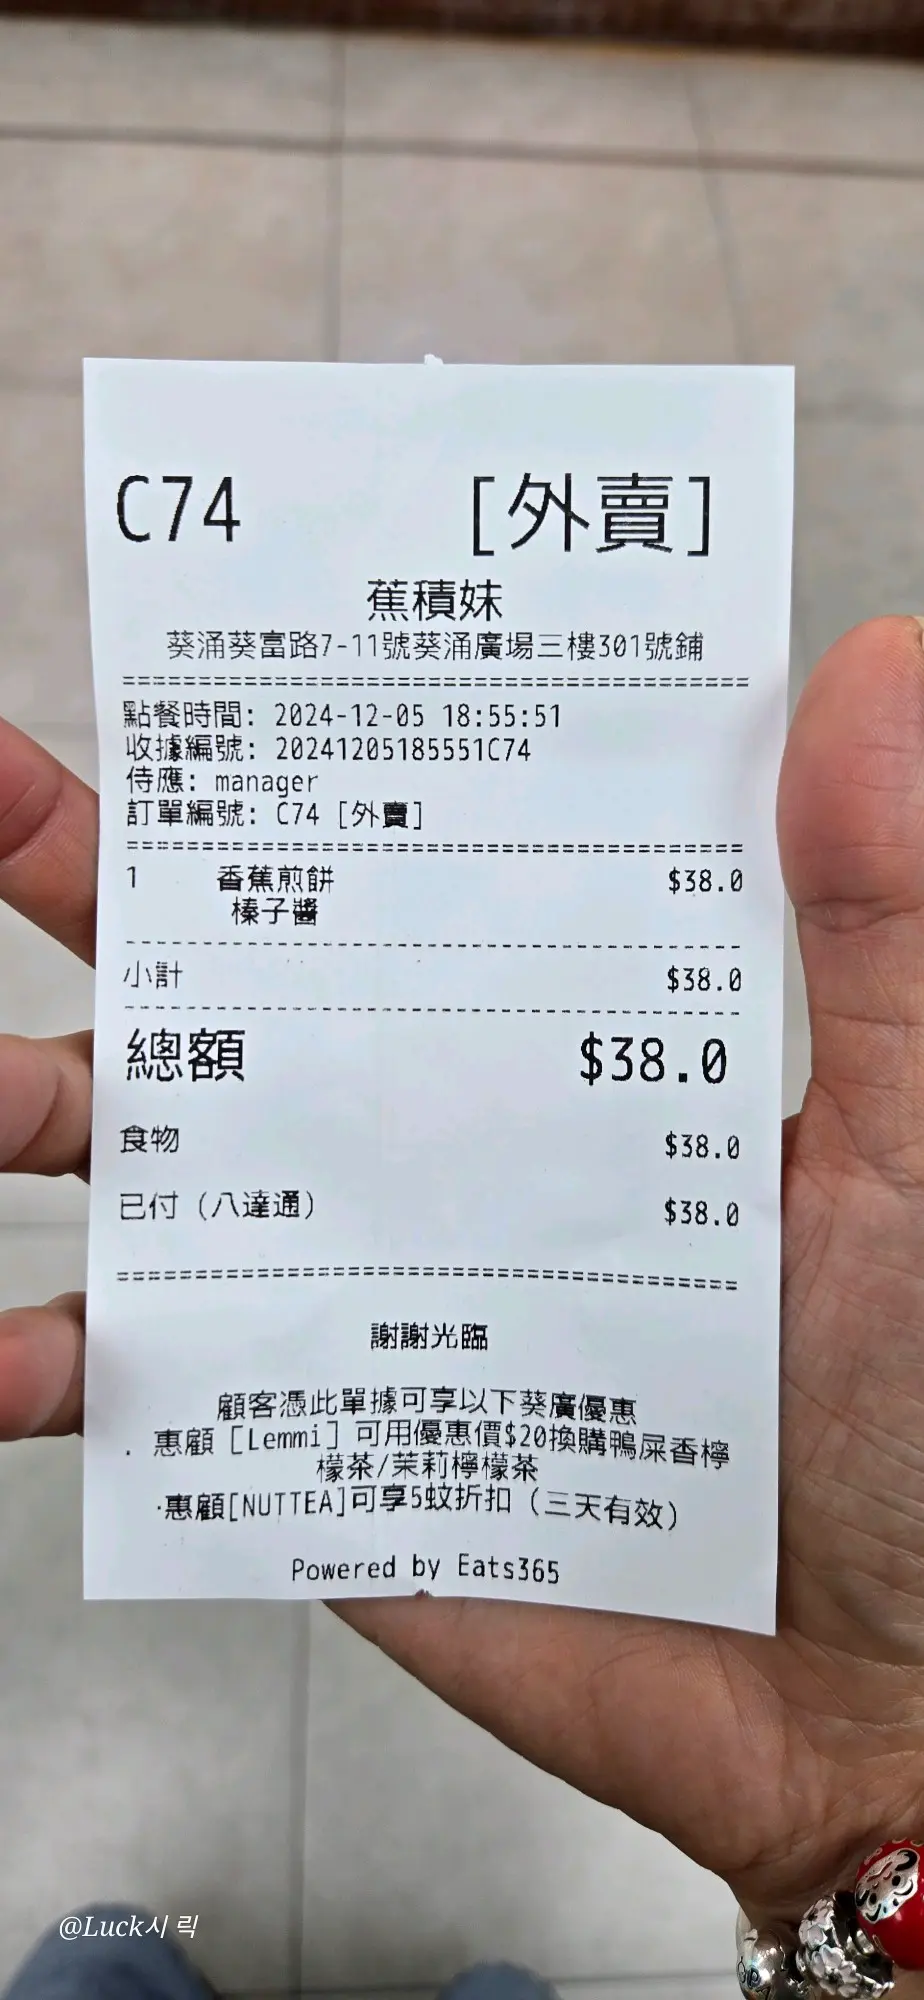 C74 [外賣]
蕉積妹
葵涌葵富路7-11號葵涌廣場三樓301號鋪
==========================================
點餐時間: 2024-12-05 18:55:51
收據編號: 20241205185551C74
侍應: manager
訂單編號: C74 [外賣]
==========================================
1 香蕉煎餅 $38.0
榛子醬
------------------------------------------
小計 $38.0
------------------------------------------
總額 $38.0
食物 $38.0
已付 (八達通) $38.0
==========================================
謝謝光臨
顧客憑此單據可享以下葵廣優惠
. 惠顧 [Lemmi] 可用優惠價$20換購鴨屎香檸
檬茶/茉莉檸檬茶
·惠顧[NUTTEA]可享5蚊折扣 (三天有效)
Powered by Eats365
@Luck시 릭